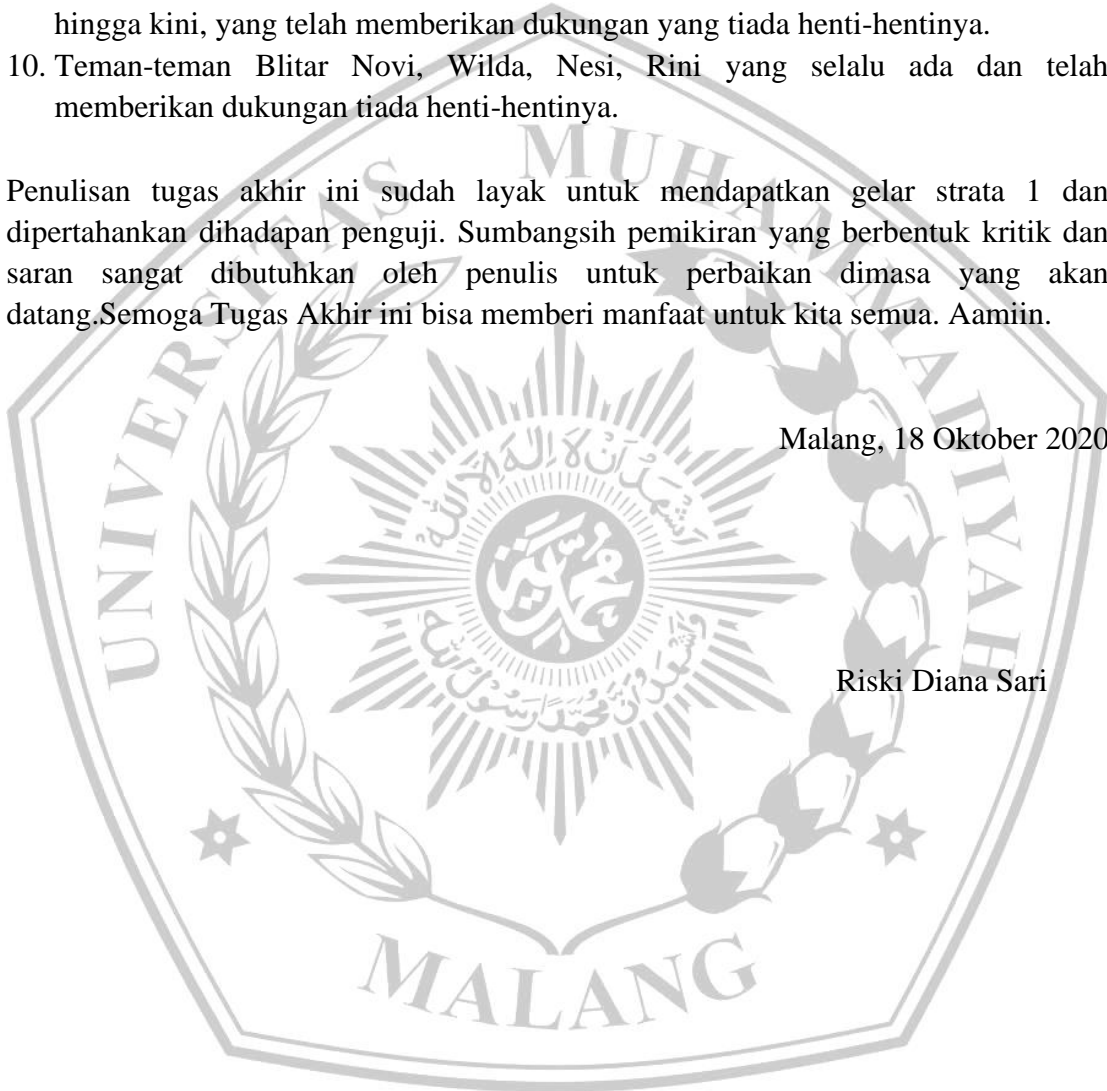 hingga kini, yang telah memberikan dukungan yang tiada henti-hentinya.
10. Teman-teman Blitar Novi, Wilda, Nesi, Rini yang selalu ada dan telah
memberikan dukungan tiada henti-hentinya.
Penulisan tugas akhir ini sudah layak untuk mendapatkan gelar strata 1 dan
dipertahankan dihadapan penguji. Sumbangsih pemikiran yang berbentuk kritik dan
saran sangat dibutuhkan oleh penulis untuk perbaikan dimasa yang akan
datang.Semoga Tugas Akhir ini bisa memberi manfaat untuk kita semua. Aamiin.
Malang, 18 Oktober 2020
Riski Diana Sari
UNIVERSITAS MUHAMMADIYAH
MALANG